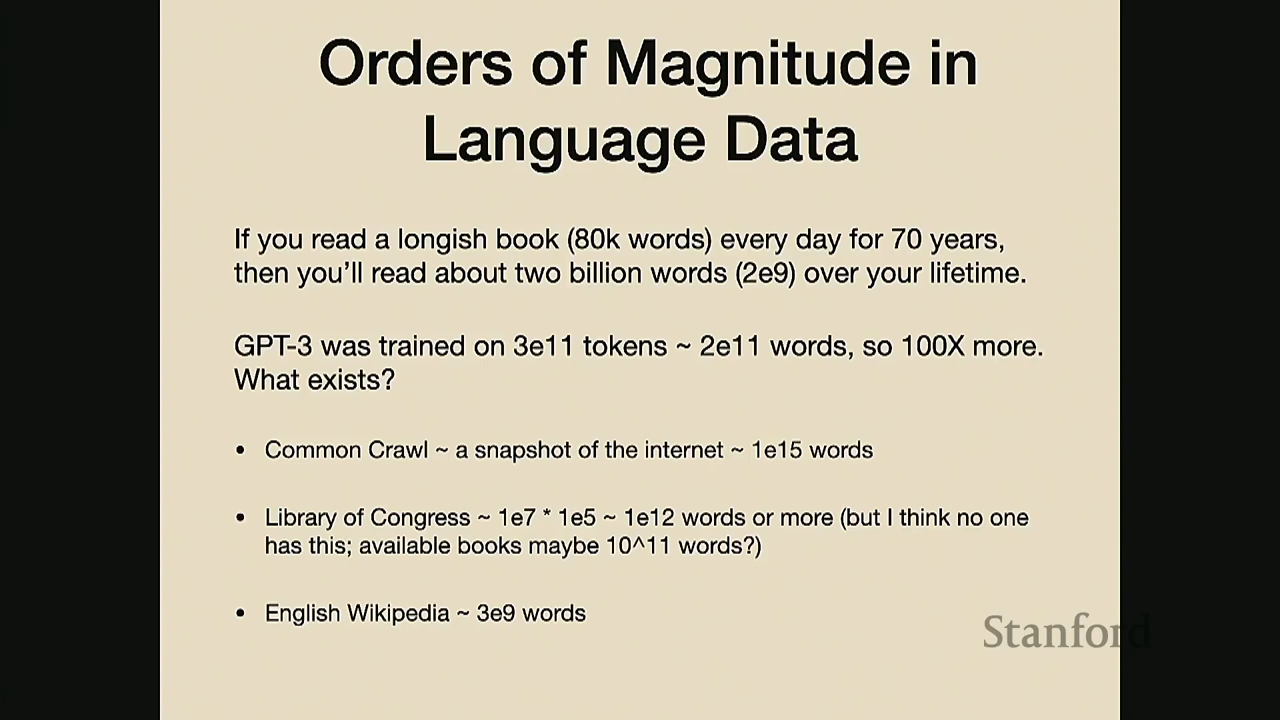 Orders of Magnitude in
Language Data
If you read a longish book (80k words) every day for 70 years,
then you’ll read about two billion words (2e9) over your lifetime.
GPT-3 was trained on 3e11 tokens ~ 2e11 words, so 100X more.
What exists?
• Common Crawl ~ a snapshot of the internet ~ 1e15 words
• Library of Congress ~ 1e7 * 1e5 ~ 1e12 words or more (but I think no one
has this; available books maybe 10^11 words?)
• English Wikipedia ~ 3e9 words
Stanford